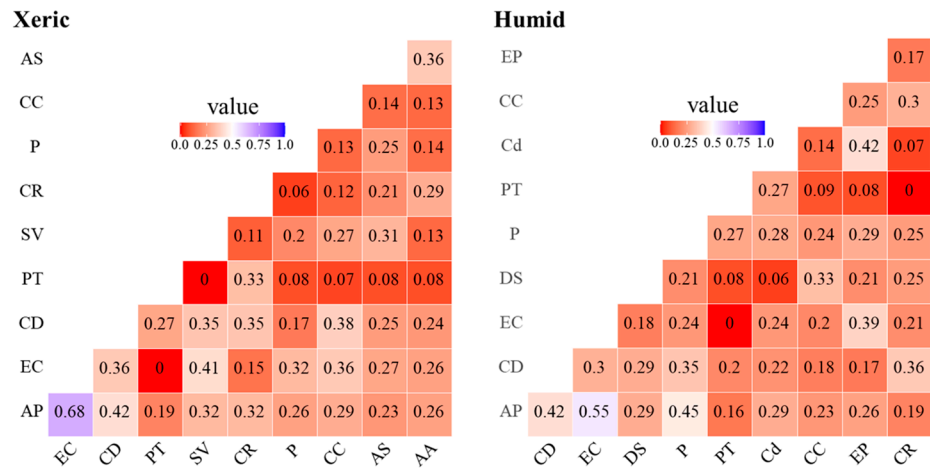 Xeric
AS 0.36
CC 0.14 0.13
P 0.13 0.25 0.14
CR 0.06 0.12 0.21 0.29
SV 0.11 0.2 0.27 0.31 0.13
PT 0 0.33 0.08 0.07 0.08 0.08
CD 0.27 0.35 0.35 0.17 0.38 0.25 0.24
EC 0.36 0 0.41 0.15 0.32 0.36 0.27 0.26
AP 0.68 0.42 0.19 0.32 0.32 0.26 0.29 0.23 0.26
EC CD PT SV CR P CC AS AA
value
0.0 0.25 0.5 0.75 1.0
Humid
EP 0.17
CC 0.25 0.3
Cd 0.14 0.42 0.07
PT 0.27 0.09 0.08 0
P 0.27 0.28 0.24 0.29 0.25
DS 0.21 0.08 0.06 0.33 0.21 0.25
EC 0.18 0.24 0 0.24 0.2 0.39 0.21
CD 0.3 0.29 0.35 0.2 0.22 0.18 0.17 0.36
AP 0.42 0.55 0.29 0.45 0.16 0.29 0.23 0.26 0.19
CD EC DS P PT Cd CC EP CR
value
0.0 0.25 0.5 0.75 1.0